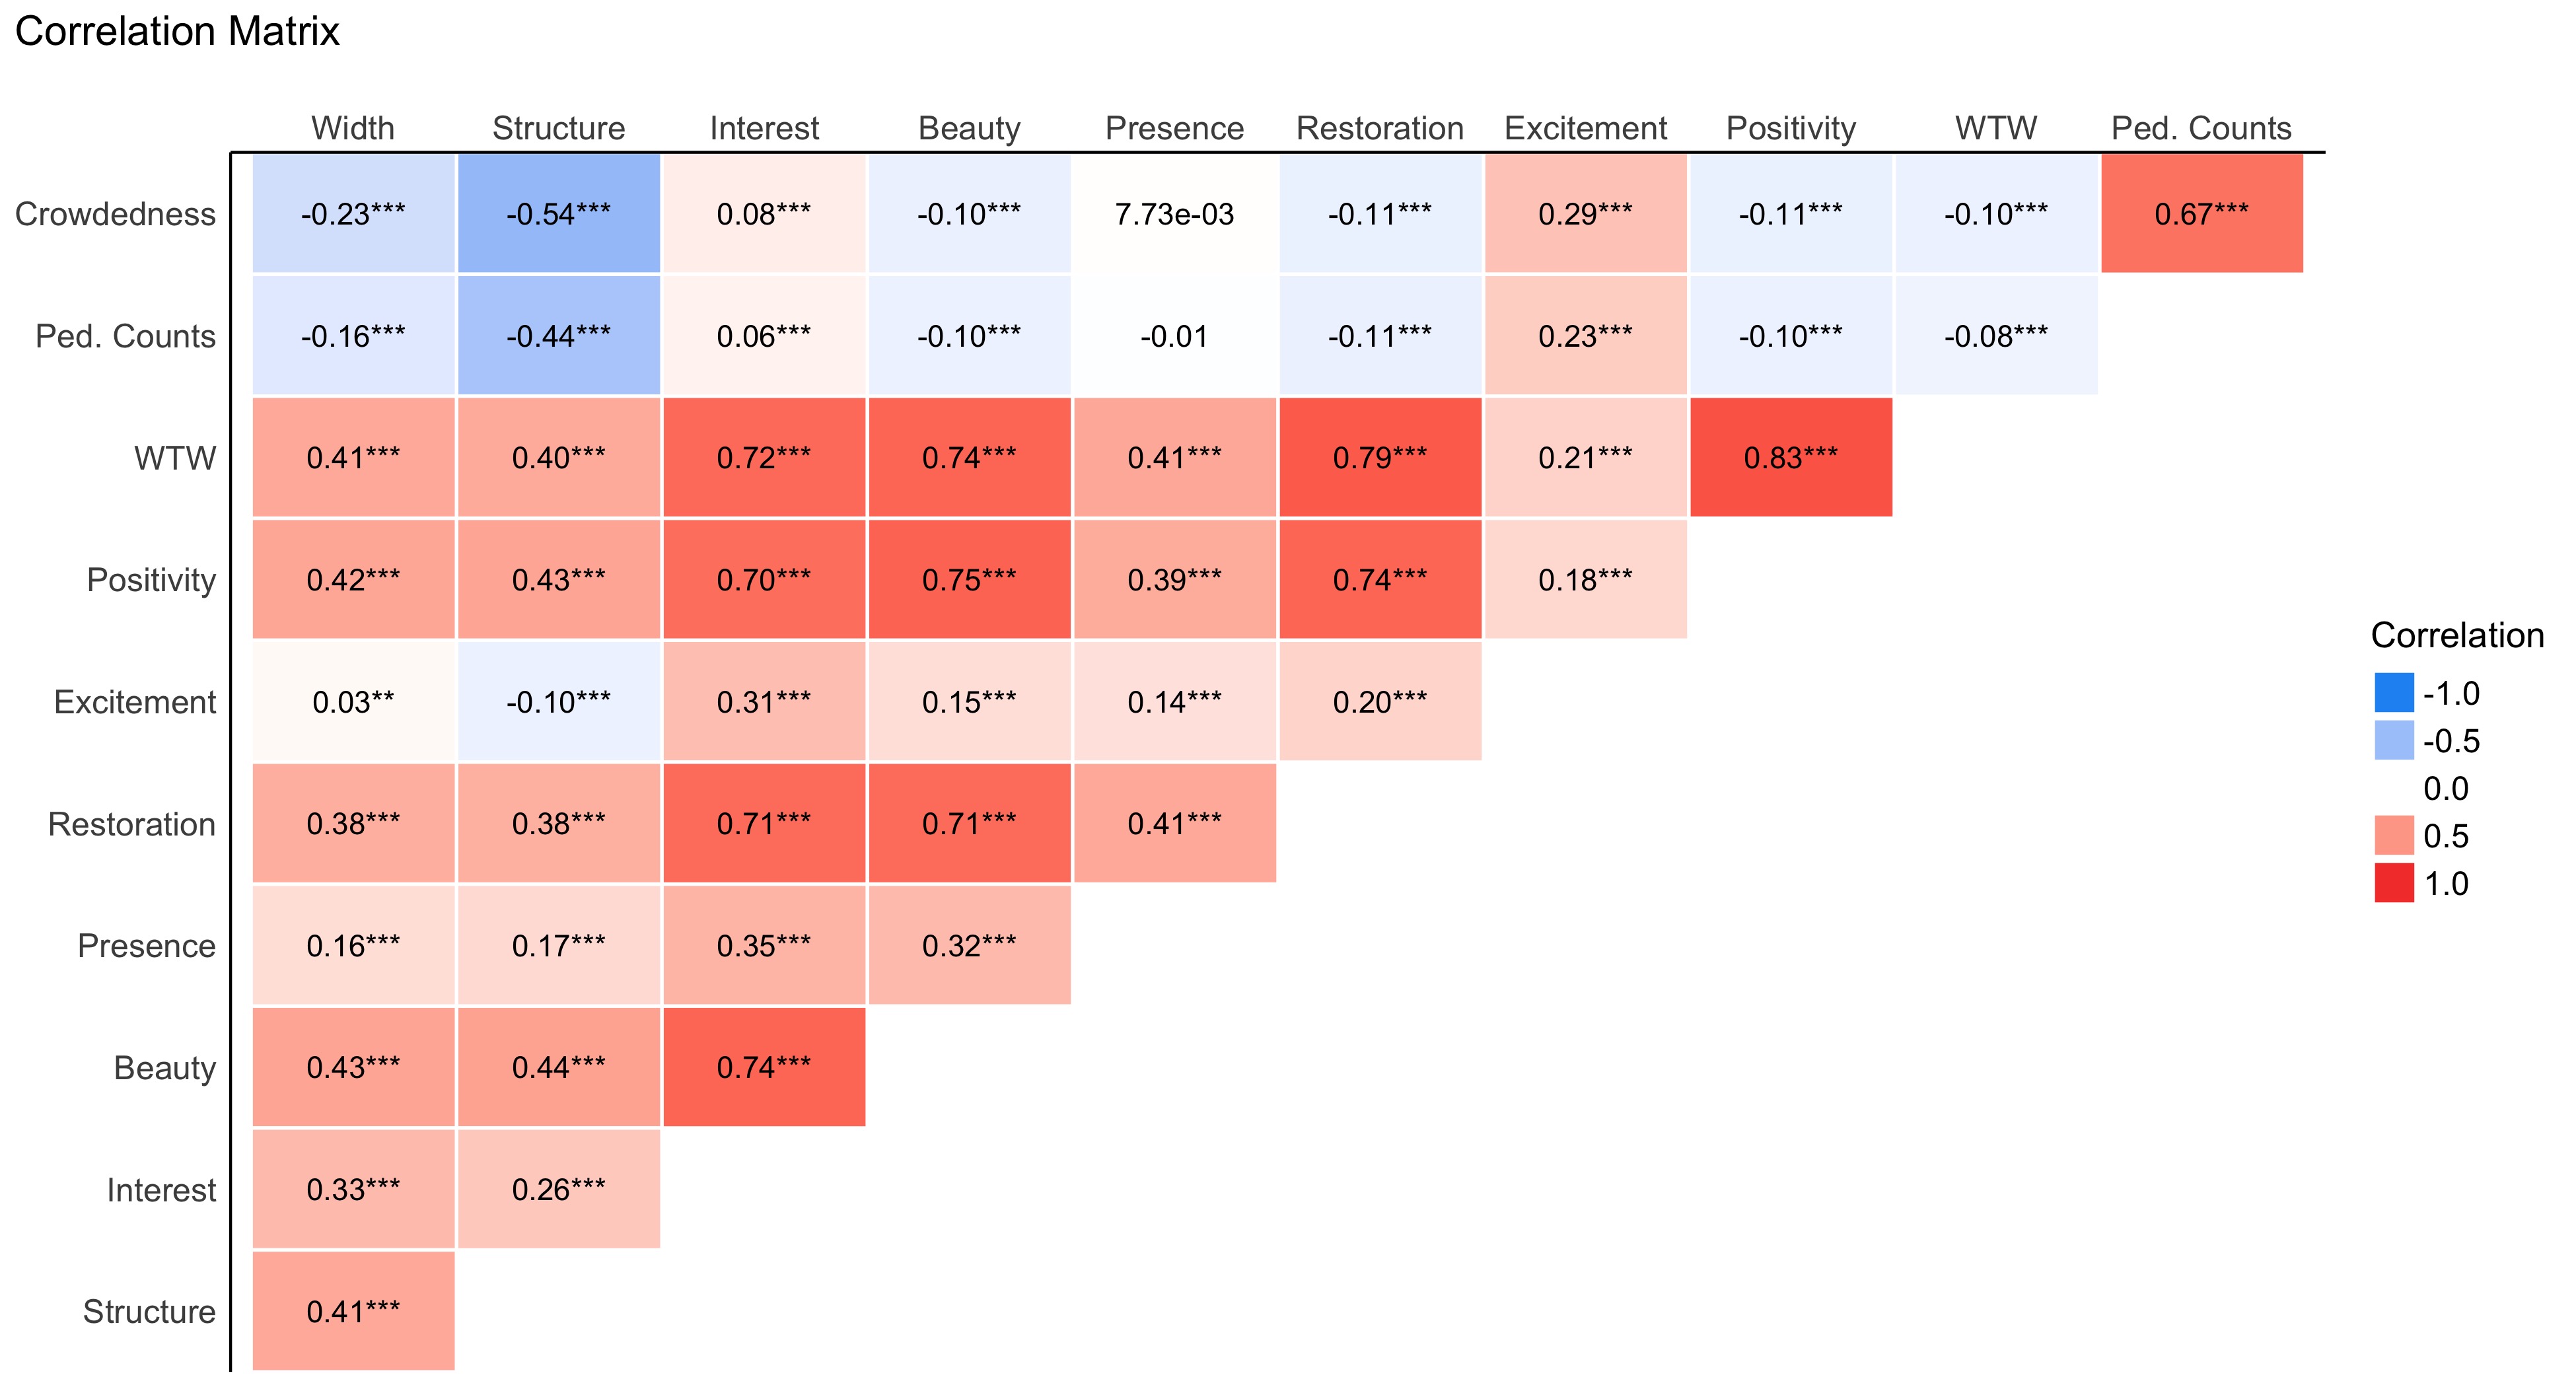 Correlation Matrix
Width Structure Interest Beauty Presence Restoration Excitement Positivity WTW Ped. Counts
Crowdedness -0.23*** -0.54*** 0.08*** -0.10*** 7.73e-03 -0.11*** 0.29*** -0.11*** -0.10*** 0.67***
Ped. Counts -0.16*** -0.44*** 0.06*** -0.10*** -0.01 -0.11*** 0.23*** -0.10*** -0.08***
WTW 0.41*** 0.40*** 0.72*** 0.74*** 0.41*** 0.79*** 0.21*** 0.83***
Positivity 0.42*** 0.43*** 0.70*** 0.75*** 0.39*** 0.74*** 0.18***
Excitement 0.03** -0.10*** 0.31*** 0.15*** 0.14*** 0.20***
Restoration 0.38*** 0.38*** 0.71*** 0.71*** 0.41***
Presence 0.16*** 0.17*** 0.35*** 0.32***
Beauty 0.43*** 0.44*** 0.74***
Interest 0.33*** 0.26***
Structure 0.41***
Correlation
-1.0
-0.5
0.0
0.5
1.0